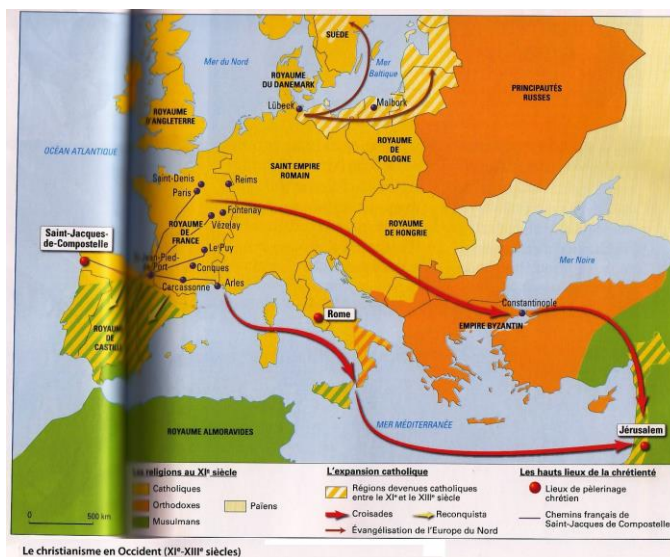 SUÈDE
Mer du Nord
Mer
Baltique
ROYAUME
DU DANEMARK
Lübeck
Malbork
PRINCIPAUTÉS
RUSSES
ROYAUME
D'ANGLETERRE
ROYAUME
DE
POLOGNE
OCÉAN ATLANTIQUE
SAINT EMPIRE
ROMAIN
Saint-Denis
Paris
Reims
Fontenay
Vézelay
ROYAUME
DE FRANCE
ROYAUME
DE HONGRIE
Saint-Jacques-
de-Compostelle
Le Puy
St-Jean-Pied-
de-Port
Conques
Arles
Carcassonne
Mer Noire
Rome
Constantinople
EMPIRE BYZANTIN
ROYAUME
DE
CASTILLE
MER MÉDITERRANÉE
Jérusalem
ROYAUME ALMORAVIDES
Les religions au XIe siècle
Catholiques
Orthodoxes
Musulmans
Païens
0 500 km
L'expansion catholique
Régions devenues catholiques
entre le XIe et le XIIIe siècle
Croisades
Reconquista
Évangélisation de l'Europe du Nord
Les hauts lieux de la chrétienté
Lieux de pèlerinage
chrétien
Chemins français de
Saint-Jacques de Compostelle
Le christianisme en Occident (XIe-XIIIe siècles)